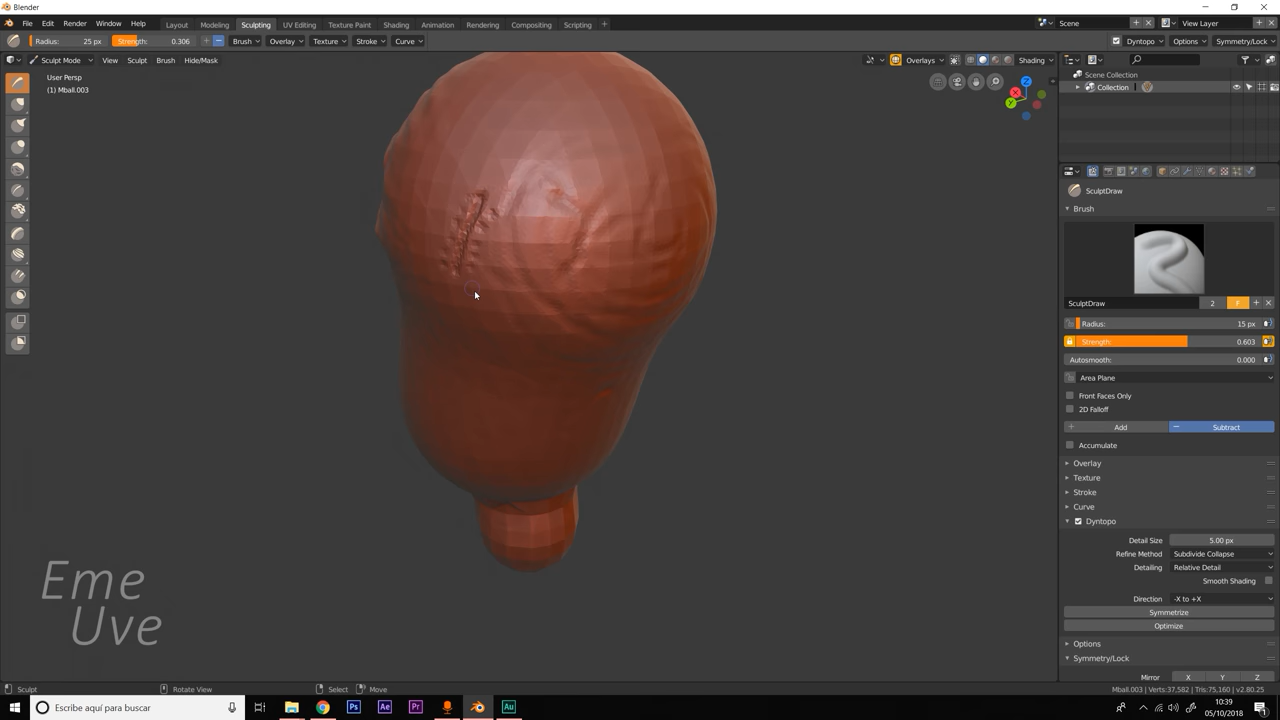 Blender
File Edit Render Window Help
Layout Modeling Sculpting UV Editing Texture Paint Shading Animation Rendering Compositing Scripting +
Scene
View Layer
Radius: 25 px Strength: 0.306 Brush Overlay Texture Stroke Curve
Dyntopo Options Symmetry/Lock
Sculpt Mode View Sculpt Brush Hide/Mask
Overlays Shading
User Persp
(1) Mball.003
Scene Collection
Collection
SculptDraw
Brush
SculptDraw 2 F
Radius: 15 px
Strength: 0.603
Autosmooth: 0.000
Area Plane
Front Faces Only
2D Falloff
Add Subtract
Accumulate
Overlay
Texture
Stroke
Curve
Dyntopo
Detail Size 5.00 px
Refine Method Subdivide Collapse
Detailing Relative Detail
Smooth Shading
Direction -X to +X
Symmetrize
Optimize
Options
Symmetry/Lock
Mirror X Y Z
Eme
Uve
Sculpt Rotate View Select Move
Mball.003 | Verts:37,582 | Tris:75,160 | v2.80.25
Escribe aquí para buscar
Ps Ae Pr Au
10:39
05/10/2018